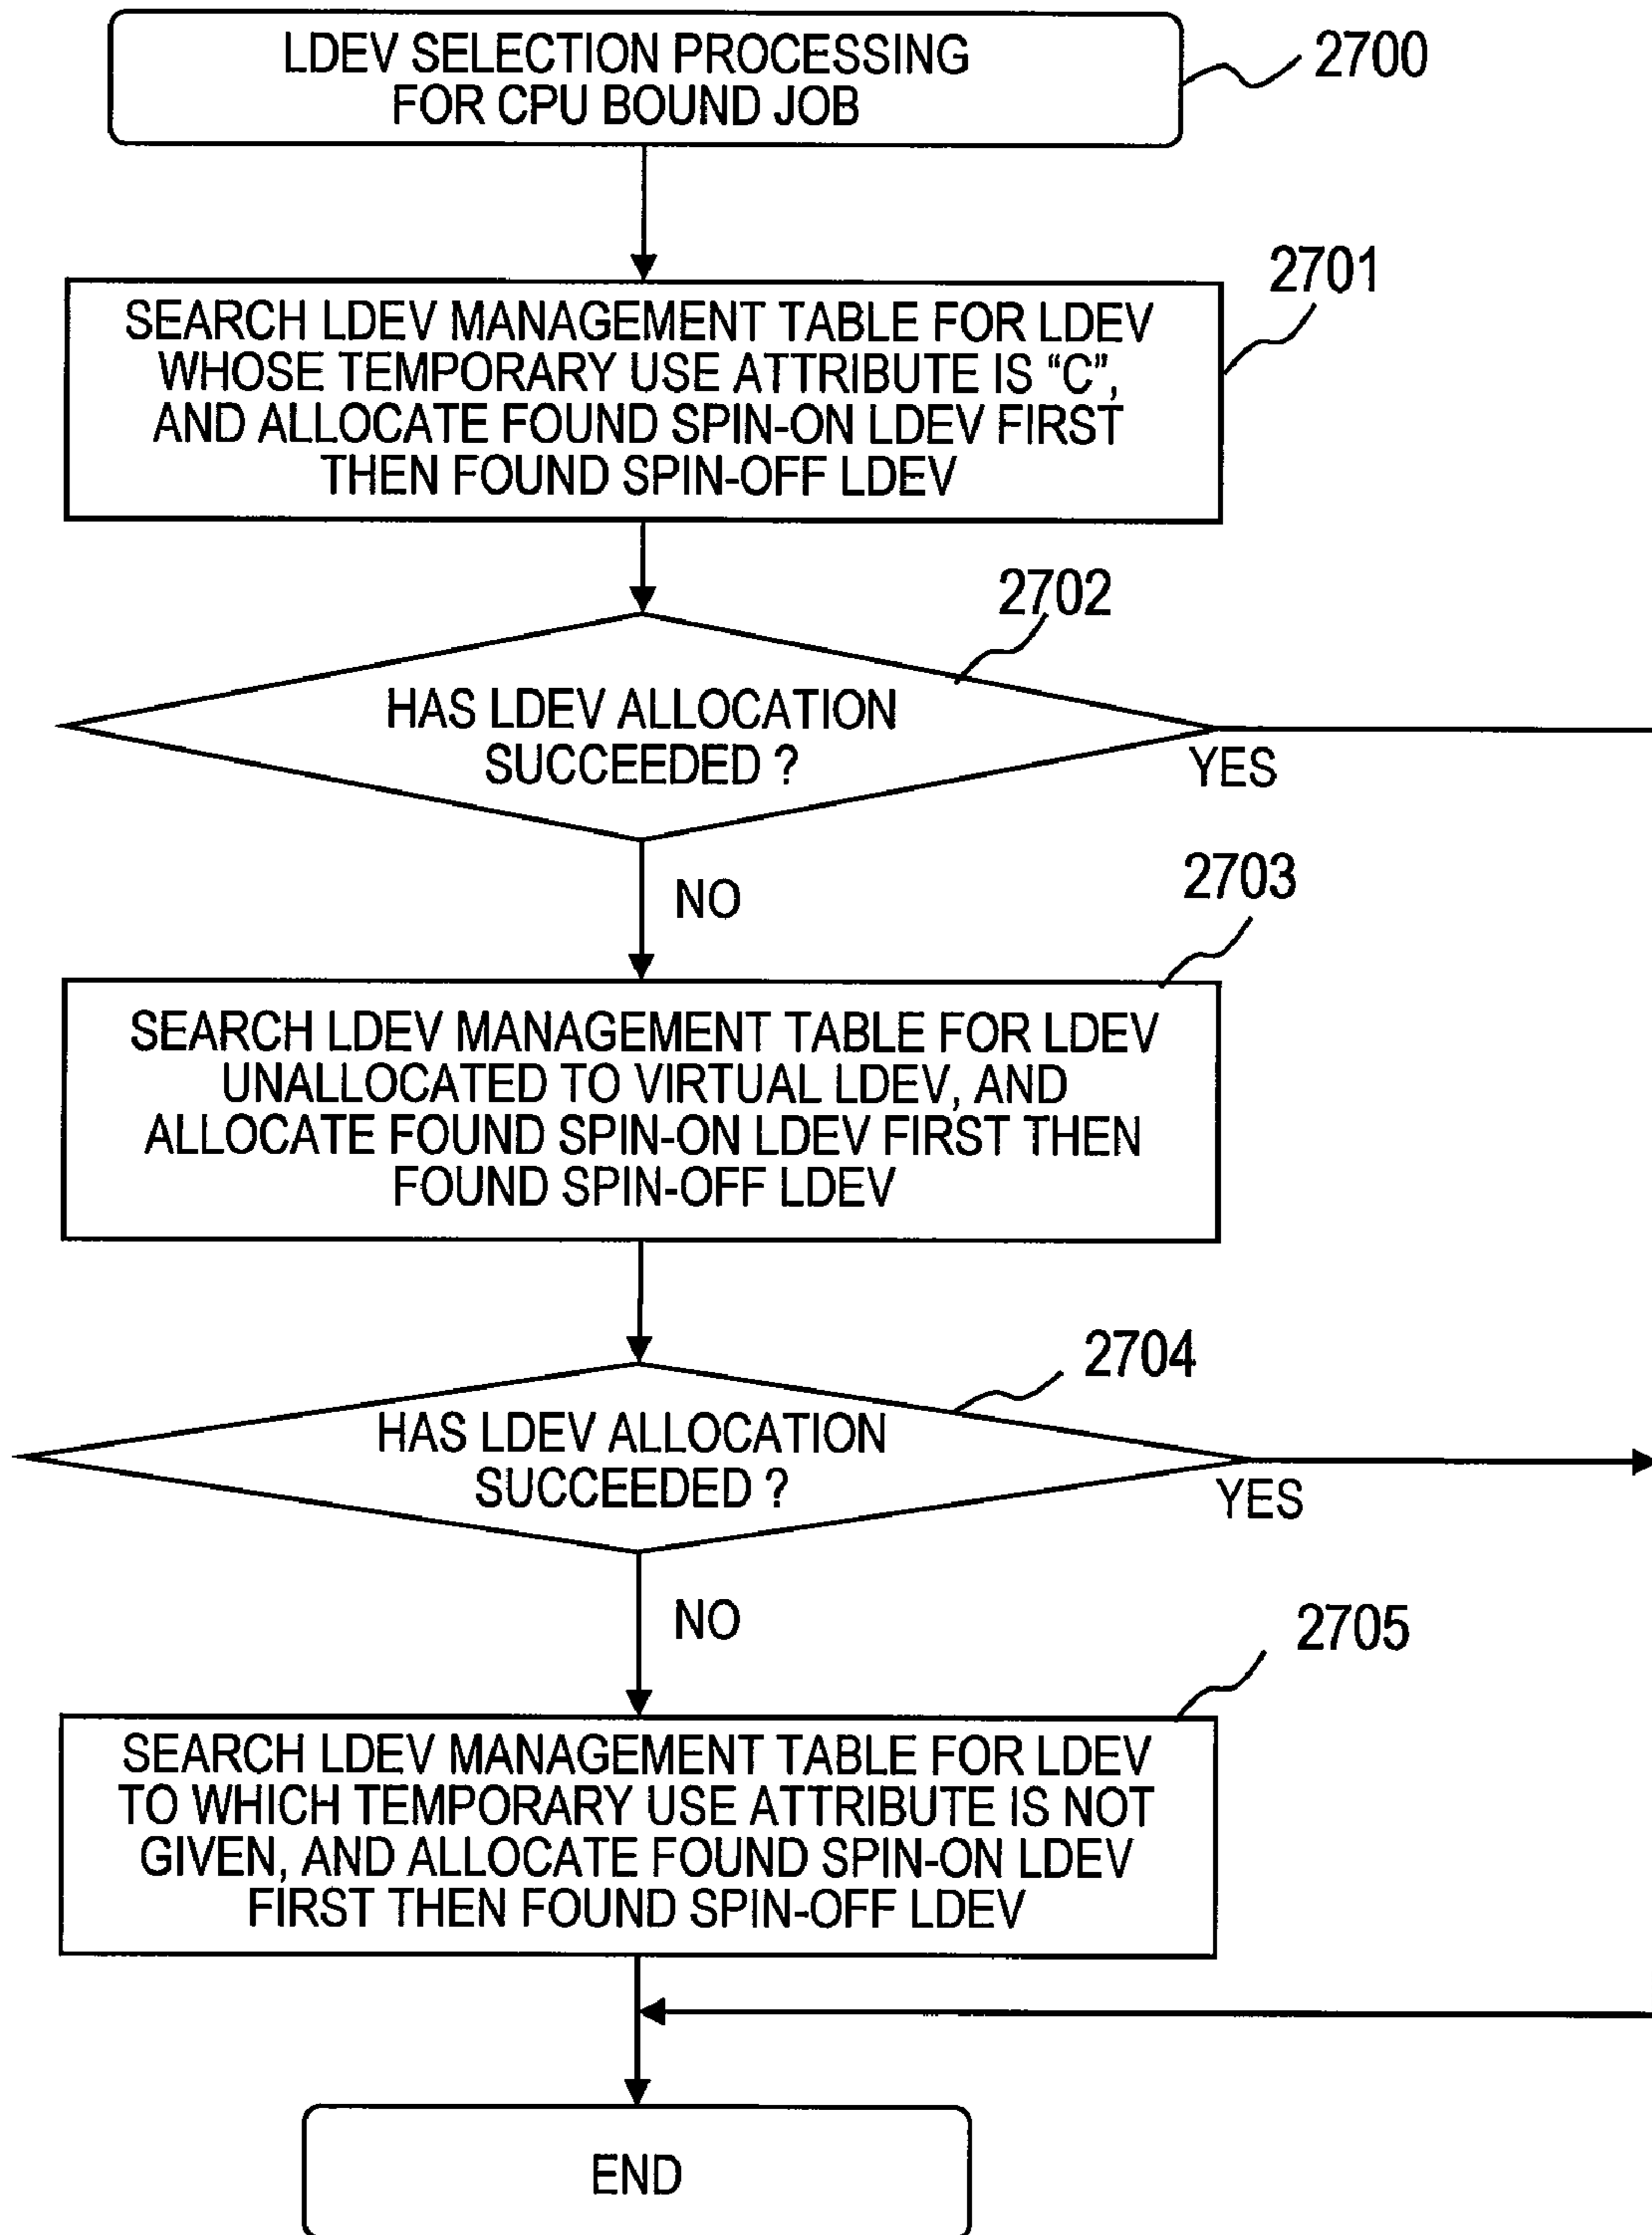 LDEV SELECTION PROCESSING
FOR CPU BOUND JOB
2700
2701
SEARCH LDEV MANAGEMENT TABLE FOR LDEV
WHOSE TEMPORARY USE ATTRIBUTE IS “C”,
AND ALLOCATE FOUND SPIN-ON LDEV FIRST
THEN FOUND SPIN-OFF LDEV
2702
HAS LDEV ALLOCATION
SUCCEEDED ?
YES
NO
2703
SEARCH LDEV MANAGEMENT TABLE FOR LDEV
UNALLOCATED TO VIRTUAL LDEV, AND
ALLOCATE FOUND SPIN-ON LDEV FIRST THEN
FOUND SPIN-OFF LDEV
2704
HAS LDEV ALLOCATION
SUCCEEDED ?
YES
NO
2705
SEARCH LDEV MANAGEMENT TABLE FOR LDEV
TO WHICH TEMPORARY USE ATTRIBUTE IS NOT
GIVEN, AND ALLOCATE FOUND SPIN-ON LDEV
FIRST THEN FOUND SPIN-OFF LDEV
END